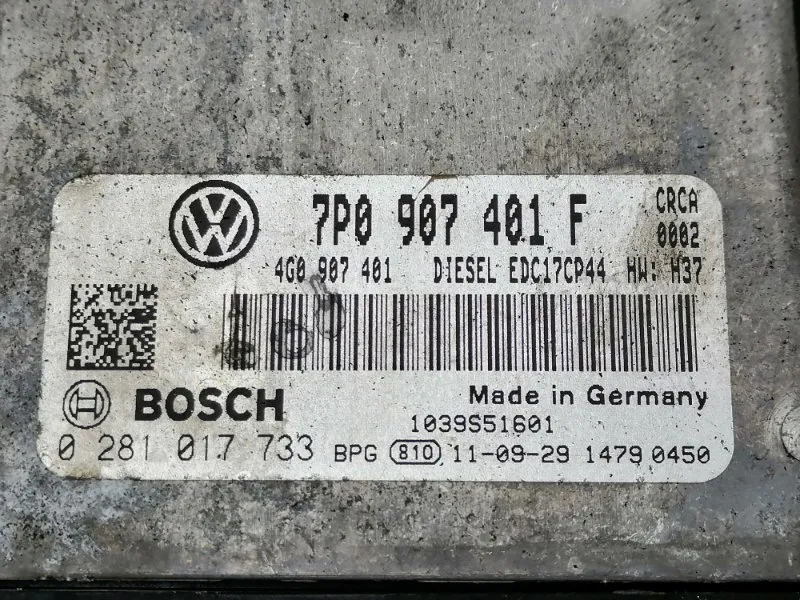 7P0 907 401 F
CRCA
0002
4G0 907 401 DIESEL EDC17CP44 HW: H37
BOSCH
Made in Germany
1039S51601
0 281 017 733 BPG 810 11-09-29 1479 0450